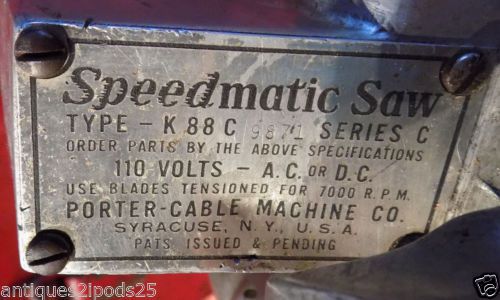 Speedmatic Saw
TYPE - K 88 C 9871 SERIES C
ORDER PARTS BY THE ABOVE SPECIFICATIONS
110 VOLTS - A.C. OR D.C.
USE BLADES TENSIONED FOR 7000 R.P.M.
PORTER-CABLE MACHINE CO.
SYRACUSE, N.Y., U.S.A.
PATS. ISSUED & PENDING
antiques2ipods25
ebay